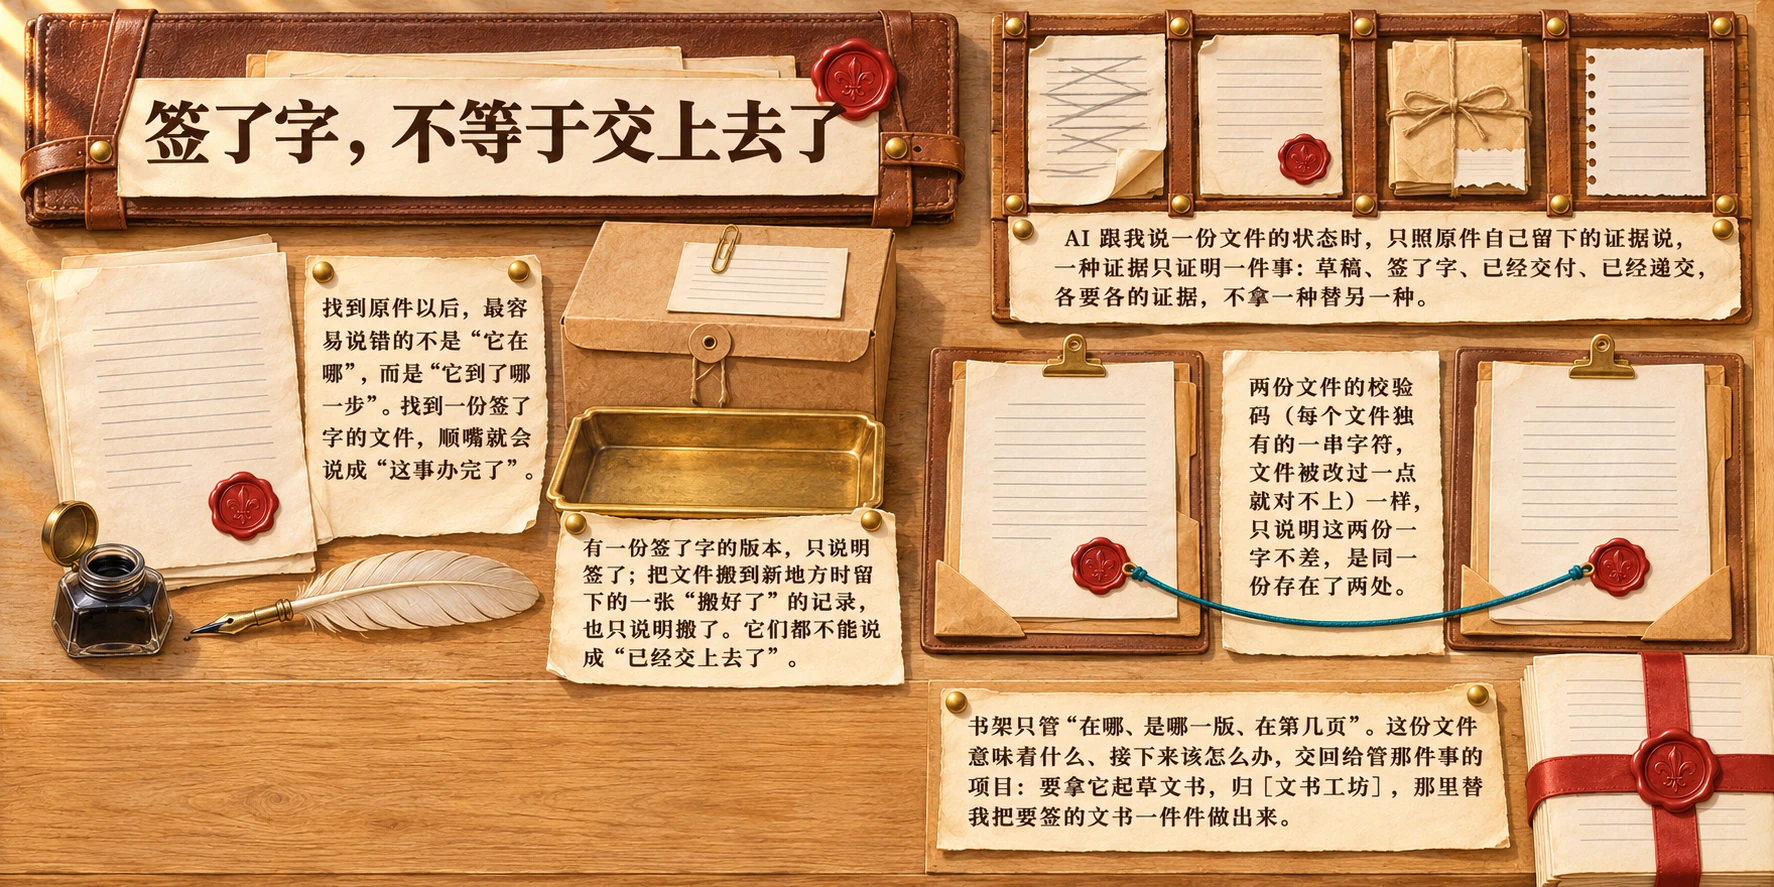 签了字，不等于交上去了
找到原件以后，最容
易说错的不是“它在
哪”，而是“它到了哪
一步”。找到一份签了
字的文件，顺嘴就会
说成“这事办完了”。
有一份签了字的版本，只说明
签了；把文件搬到新地方时留
下的一张“搬好了”的记录，
也只说明搬了。它们都不能说
成“已经交上去了”。
AI 跟我说一份文件的状态时，只照原件自己留下的证据说，
一种证据只证明一件事：草稿、签了字、已经交付、已经递交，
各要各的证据，不拿一种替另一种。
两份文件的校验
码（每个文件独
有的一串字符，
文件被改过一点
就对不上）一样，
只说明这两份一
字不差，是同一
份存在了两处。
书架只管“在哪、是哪一版、在第几页”。这份文件
意味着什么、接下来该怎么办，交回给管那件事的
项目：要拿它起草文书，归［文书工坊］，那里替
我把要签的文书一件件做出来。